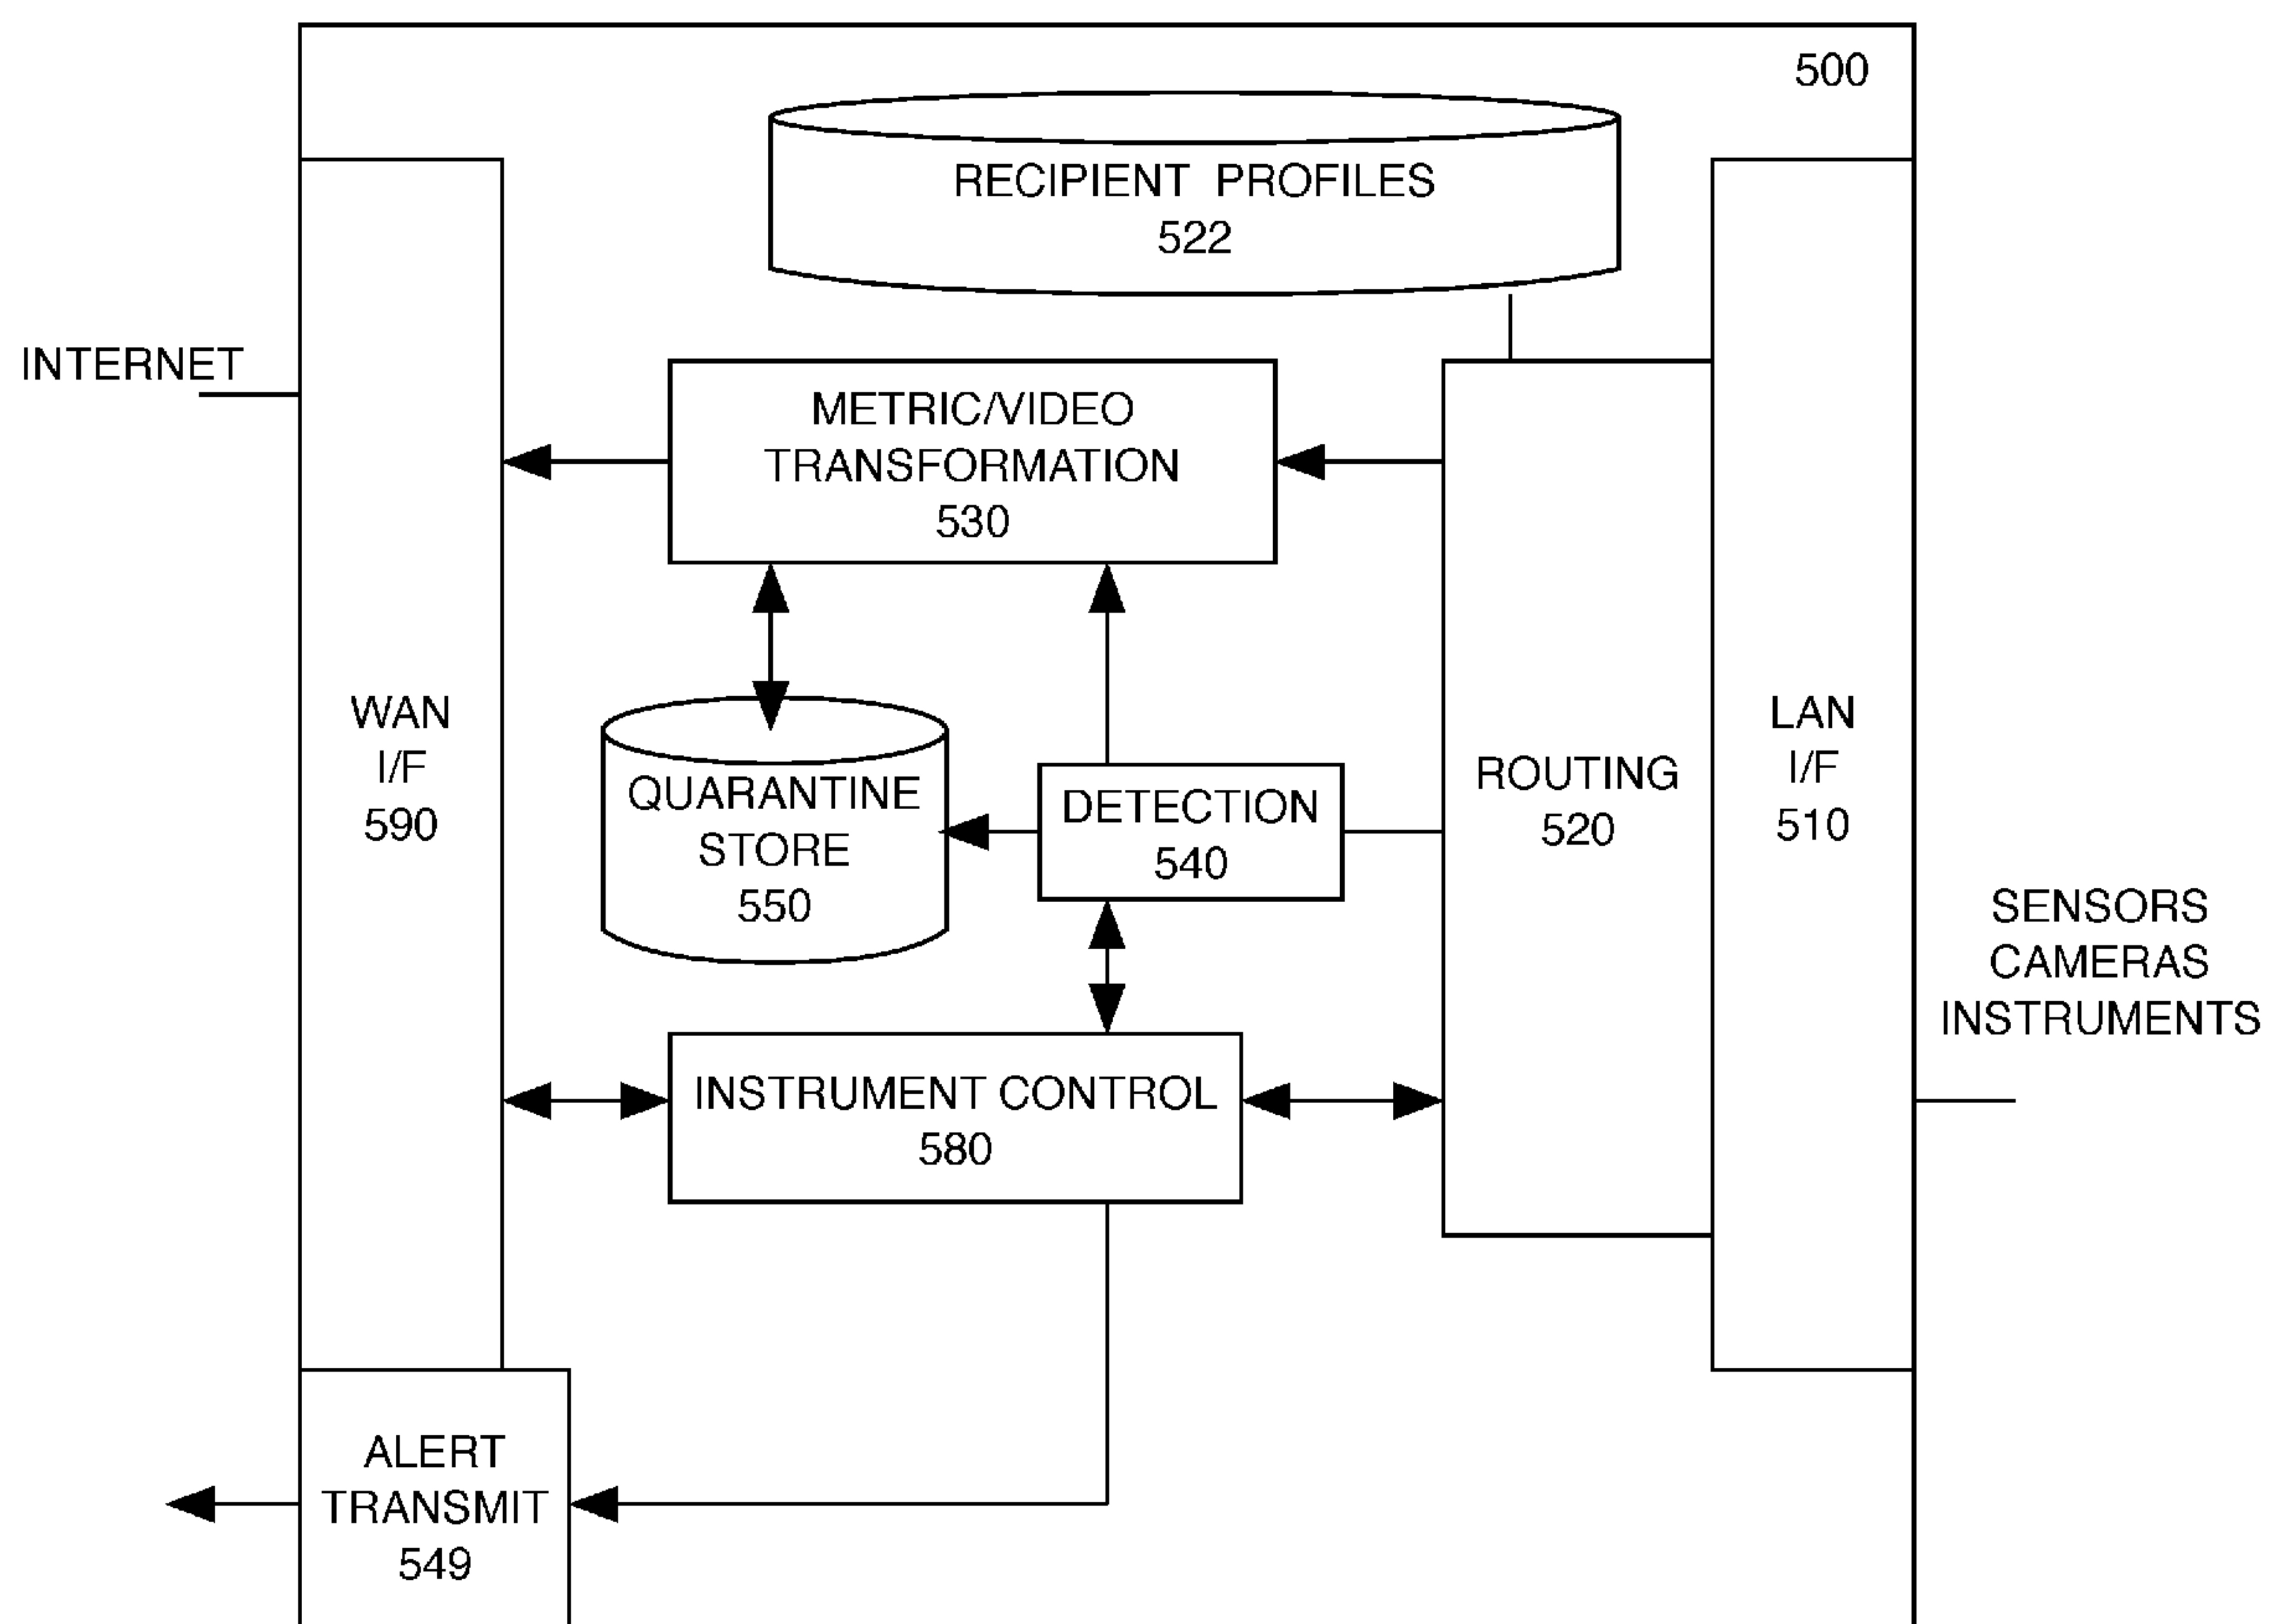 500
RECIPIENT PROFILES
522
INTERNET
METRIC/VIDEO
TRANSFORMATION
530
WAN
I/F
590
QUARANTINE
STORE
550
DETECTION
540
ROUTING
520
LAN
I/F
510
SENSORS
CAMERAS
INSTRUMENTS
INSTRUMENT CONTROL
580
ALERT
TRANSMIT
549